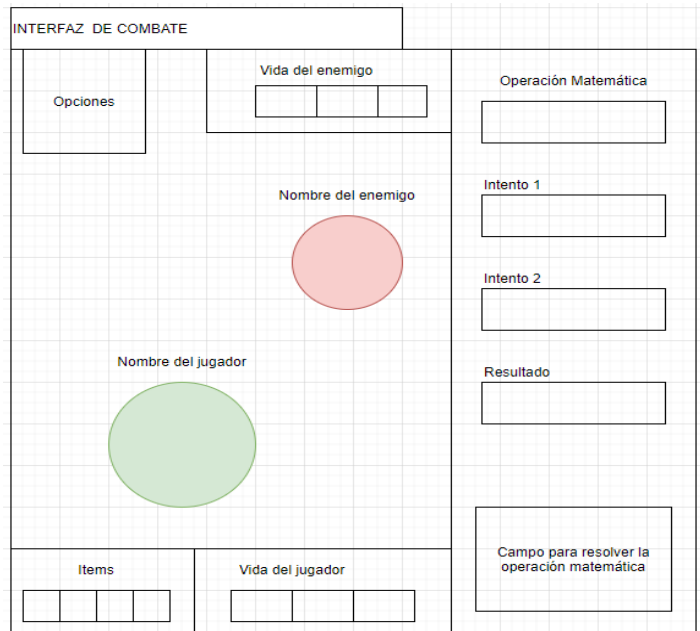 INTERFAZ DE COMBATE
Opciones
Vida del enemigo
Nombre del enemigo
Nombre del jugador
Items
Vida del jugador
Operación Matemática
Intento 1
Intento 2
Resultado
Campo para resolver la
operación matemática